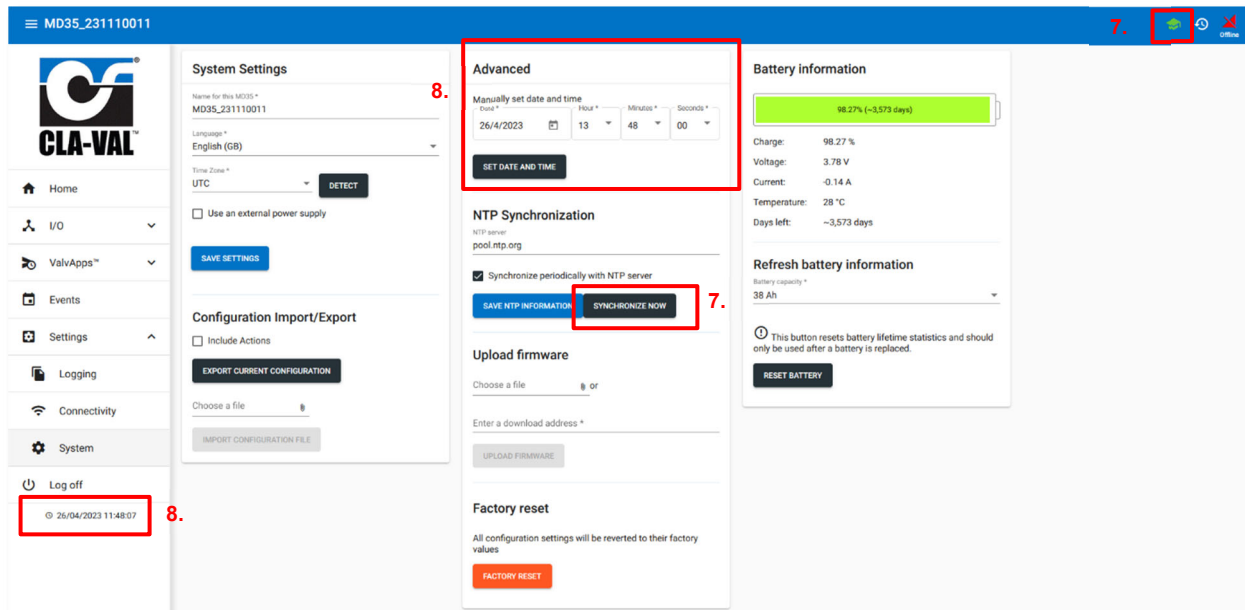 MD35_231110011
7.
Offline
CLA-VAL™
Home
I/O
ValvApps™
Events
Settings
Logging
Connectivity
System
Log off
26/04/2023 11:48:07
8.
System Settings
Name for this MD35 *
MD35_231110011
Language *
English (GB)
Time Zone *
UTC
DETECT
Use an external power supply
SAVE SETTINGS
Configuration Import/Export
Include Actions
EXPORT CURRENT CONFIGURATION
Choose a file
IMPORT CONFIGURATION FILE
8.
Advanced
Manually set date and time
Date * Hour * Minutes * Seconds *
26/4/2023 13 48 00
SET DATE AND TIME
NTP Synchronization
NTP server
pool.ntp.org
Synchronize periodically with NTP server
SAVE NTP INFORMATION SYNCHRONIZE NOW
7.
Upload firmware
Choose a file or
Enter a download address *
UPLOAD FIRMWARE
Factory reset
All configuration settings will be reverted to their factory
values
FACTORY RESET
Battery information
98.27% (~3,573 days)
Charge: 98.27 %
Voltage: 3.78 V
Current: -0.14 A
Temperature: 28 °C
Days left: ~3,573 days
Refresh battery information
Battery capacity *
38 Ah
This button resets battery lifetime statistics and should
only be used after a battery is replaced.
RESET BATTERY